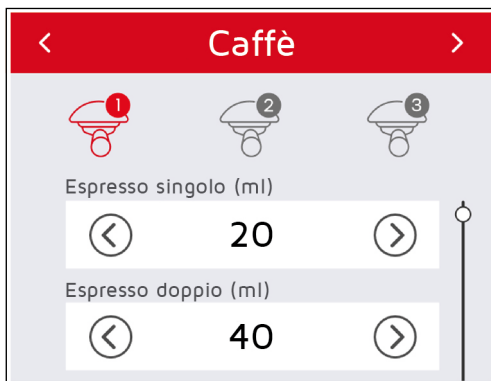 Caffè
1 2 3
Espresso singolo (ml)
20
Espresso doppio (ml)
40